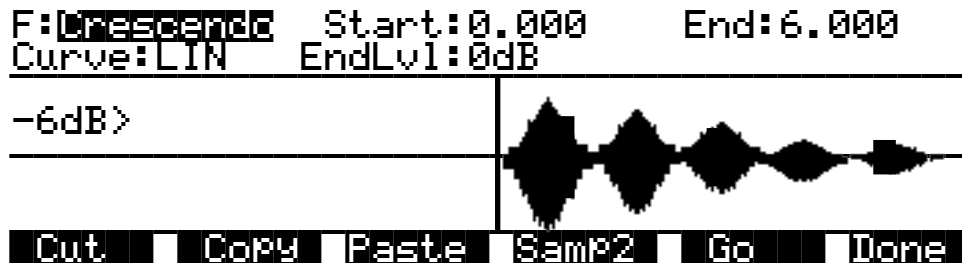 F:Crescendo Start:0.000 End:6.000
Curve:LIN EndLvl:0dB
-6dB>
Cut Copy Paste Samp2 Go Done